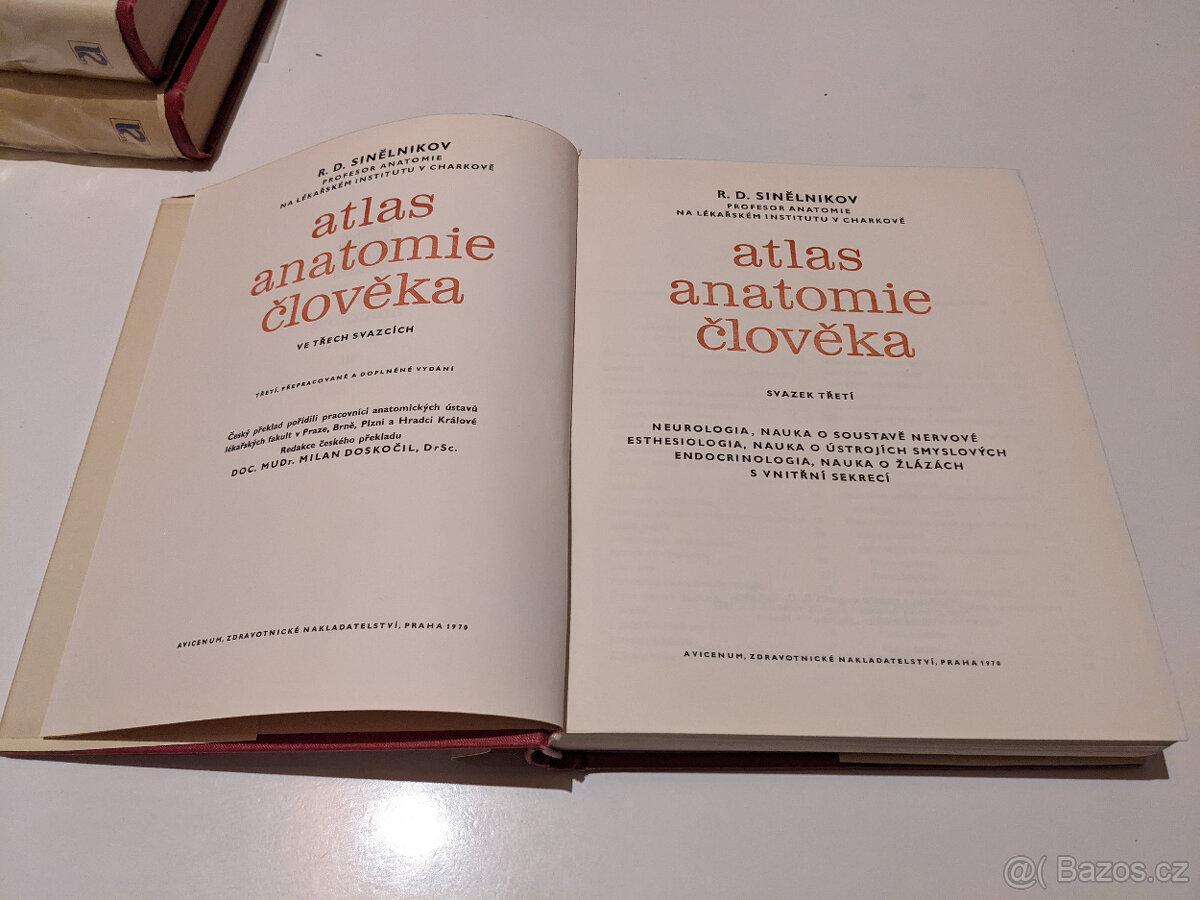 R. D. SINĚLNIKOV
PROFESOR ANATOMIE
NA LÉKAŘSKÉM INSTITUTU V CHARKOVĚ
atlas
anatomie
člověka
VE TŘECH SVAZCÍCH
TŘETÍ, PŘEPRACOVANÉ A DOPLNĚNÉ VYDÁNÍ
Český překlad pořídili pracovníci anatomických ústavů
lékařských fakult v Praze, Brně, Plzni a Hradci Králové
Redakce českého překladu
DOC. MUDr. MILAN DOSKOČIL, DrSc.
AVICENUM, ZDRAVOTNICKÉ NAKLADATELSTVÍ, PRAHA 1970
R. D. SINĚLNIKOV
PROFESOR ANATOMIE
NA LÉKAŘSKÉM INSTITUTU V CHARKOVĚ
atlas
anatomie
člověka
SVAZEK TŘETÍ
NEUROLOGIA, NAUKA O SOUSTAVĚ NERVOVÉ
ESTHESIOLOGIA, NAUKA O ÚSTROJÍCH SMYSLOVÝCH
ENDOCRINOLOGIA, NAUKA O ŽLÁZÁCH
S VNITŘNÍ SEKRECÍ
AVICENUM, ZDRAVOTNICKÉ NAKLADATELSTVÍ, PRAHA 1970
@( Bazos.cz